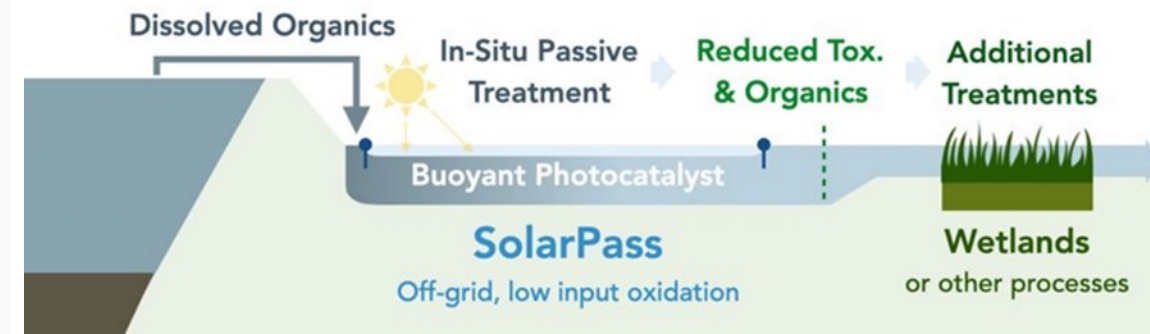 Dissolved Organics
In-Situ Passive
Treatment
Reduced Tox.
& Organics
Additional
Treatments
Buoyant Photocatalyst
SolarPass
Off-grid, low input oxidation
Wetlands
or other processes